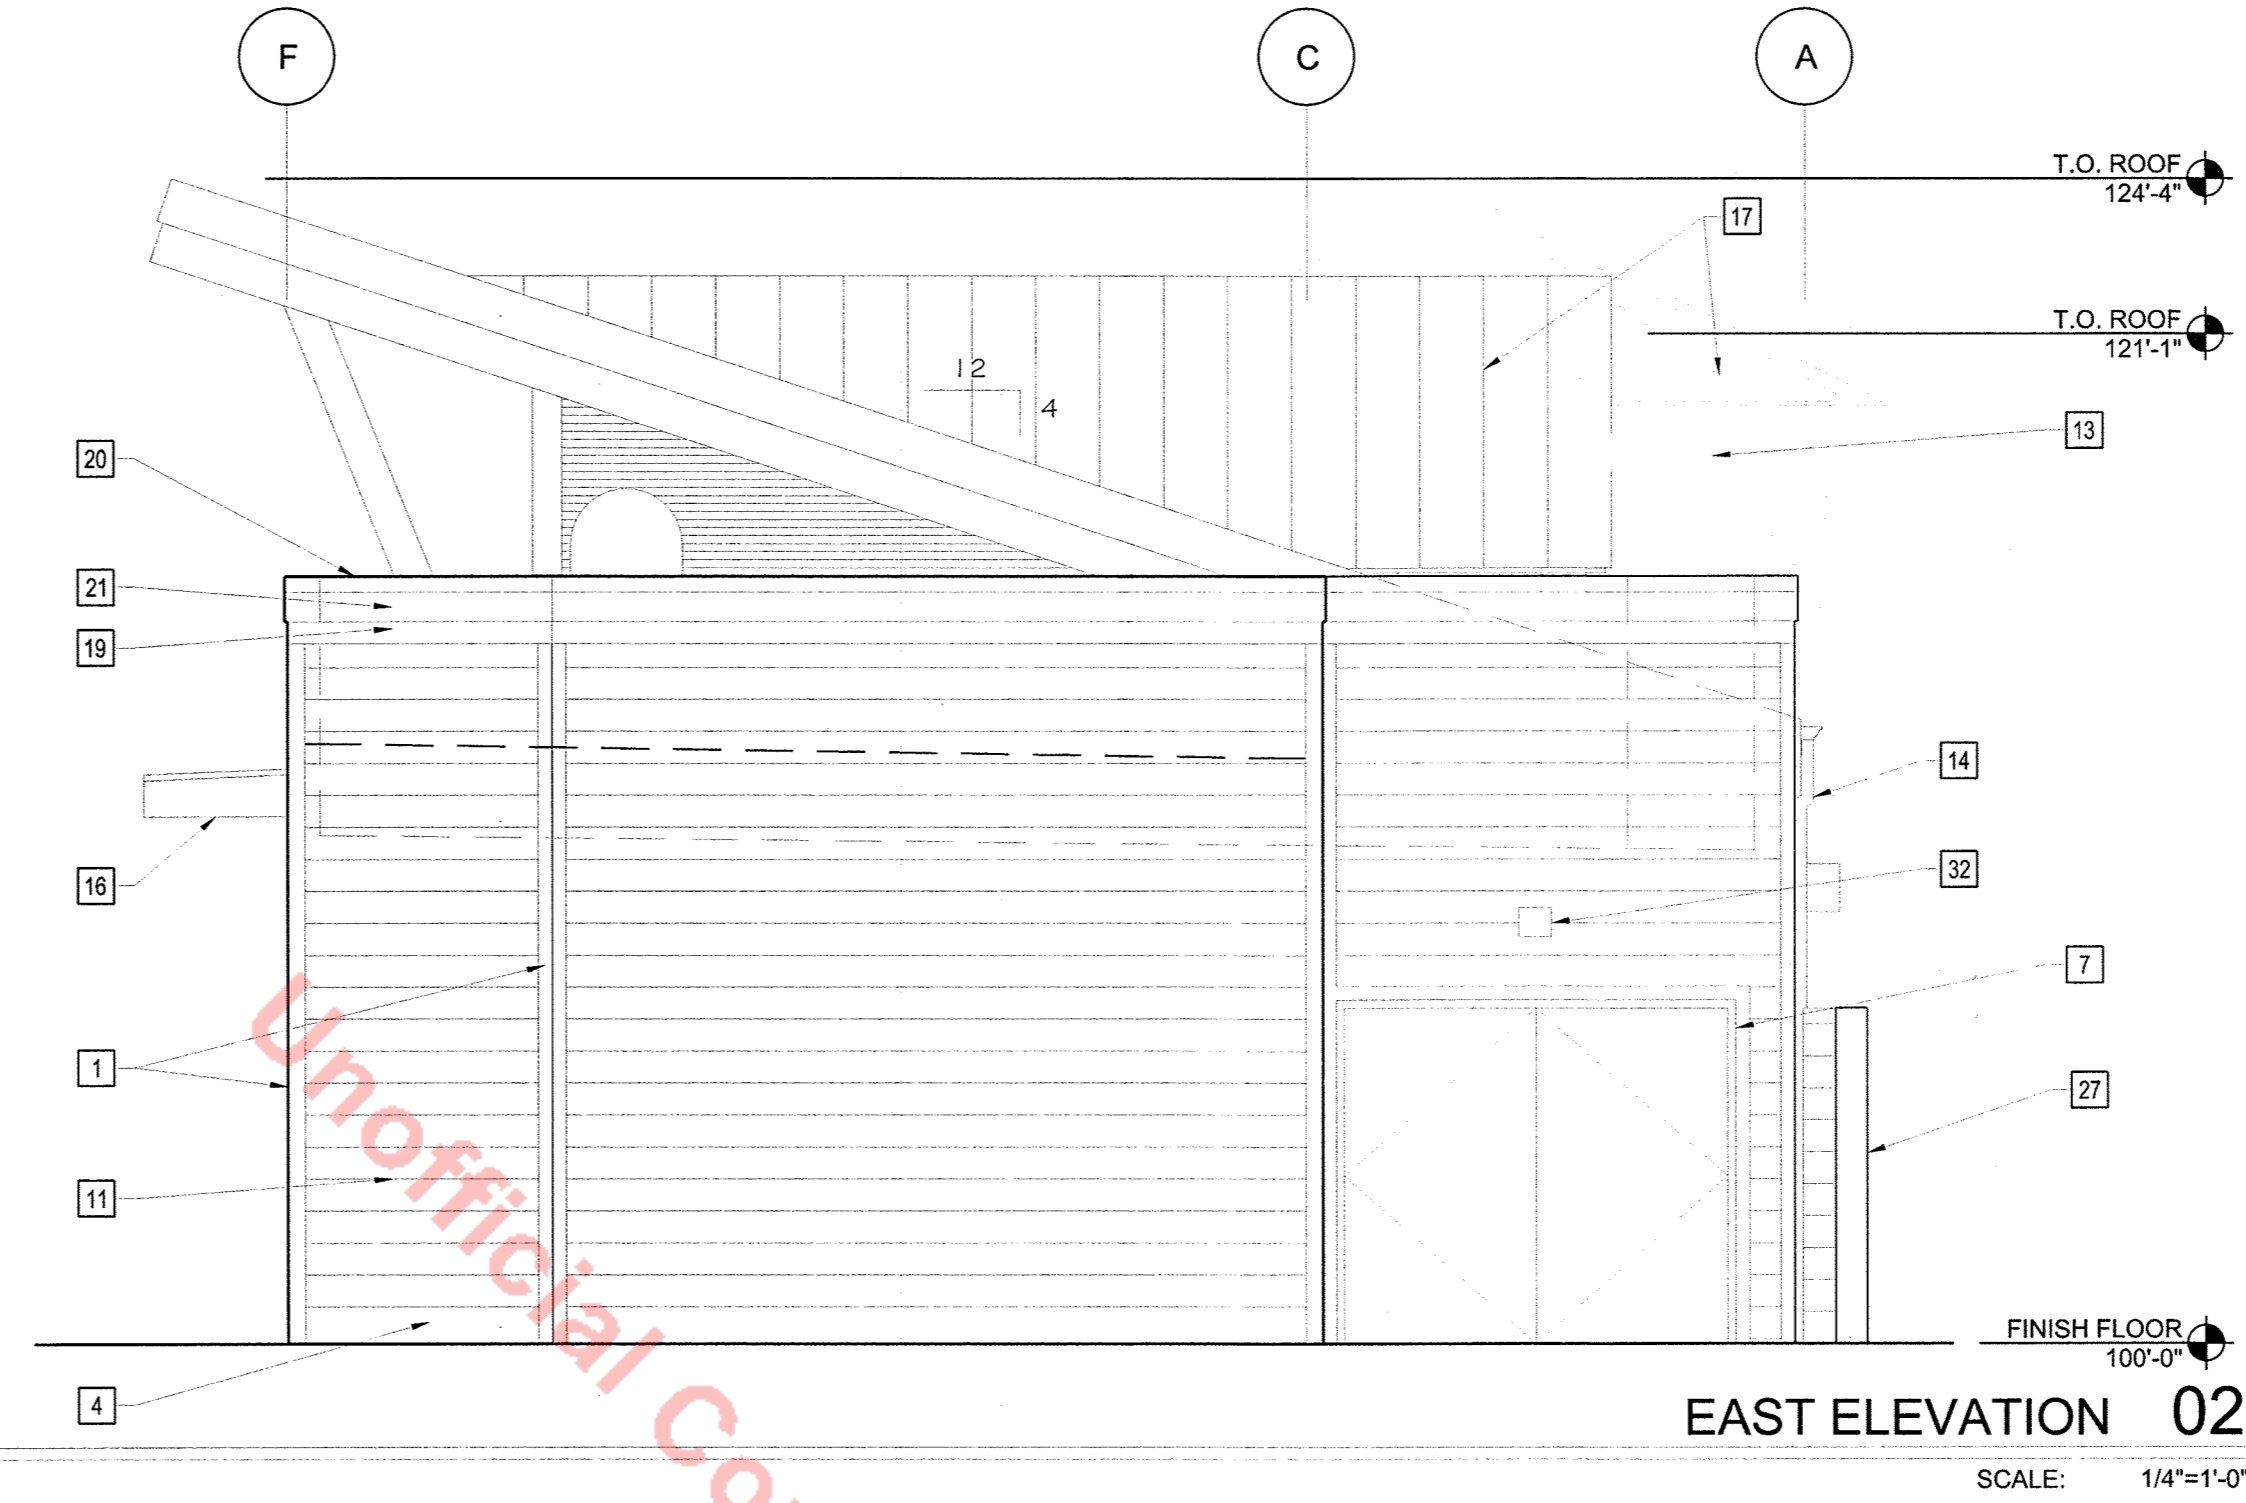 F
C
A
T.O. ROOF
124'-4"
17
T.O. ROOF
121'-1"
12
4
13
20
21
19
14
16
32
7
1
27
11
FINISH FLOOR
100'-0"
4
EAST ELEVATION 02
SCALE: 1/4"=1'-0"
Unofficial Co